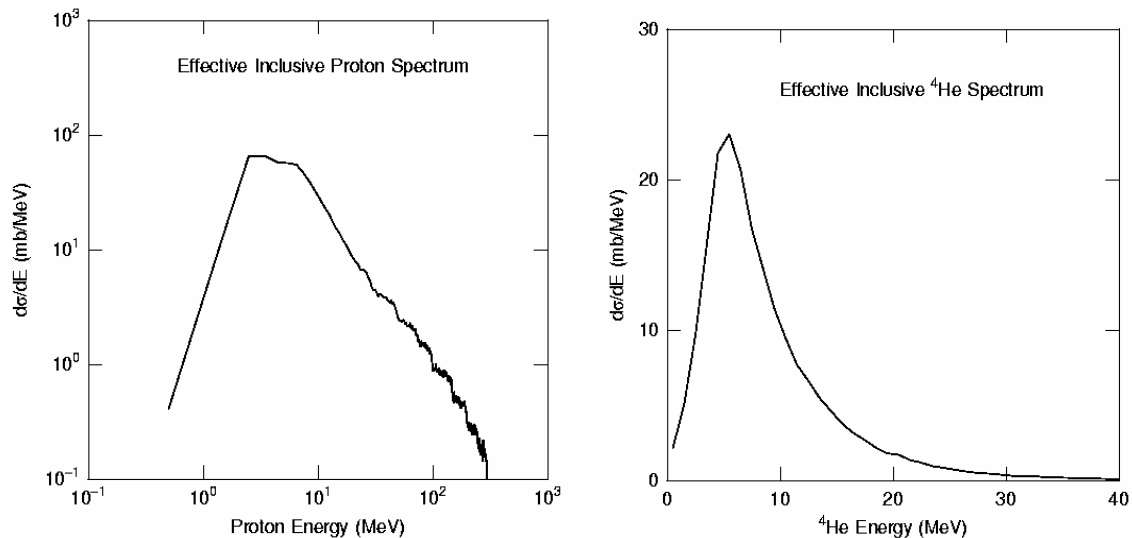 Effective Inclusive Proton Spectrum
dσ/dE (mb/MeV)
10³
10²
10¹
10⁰
10⁻¹
10⁻¹ 10⁰ 10¹ 10² 10³
Proton Energy (MeV)
Effective Inclusive ⁴He Spectrum
dσ/dE (mb/MeV)
30
20
10
0
0 10 20 30 40
⁴He Energy (MeV)